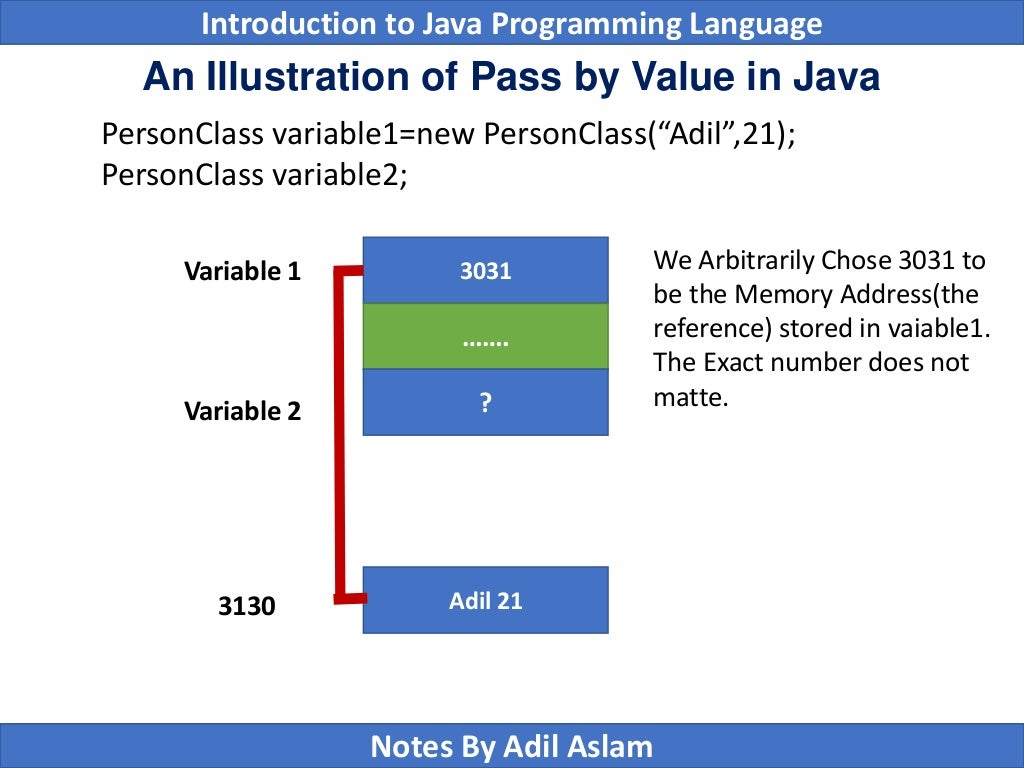 Introduction to Java Programming Language
An Illustration of Pass by Value in Java
PersonClass variable1=new PersonClass(“Adil”,21);
PersonClass variable2;
Variable 1
3031
…….
Variable 2
?
We Arbitrarily Chose 3031 to
be the Memory Address(the
reference) stored in vaiable1.
The Exact number does not
matte.
3130
Adil 21
Notes By Adil Aslam